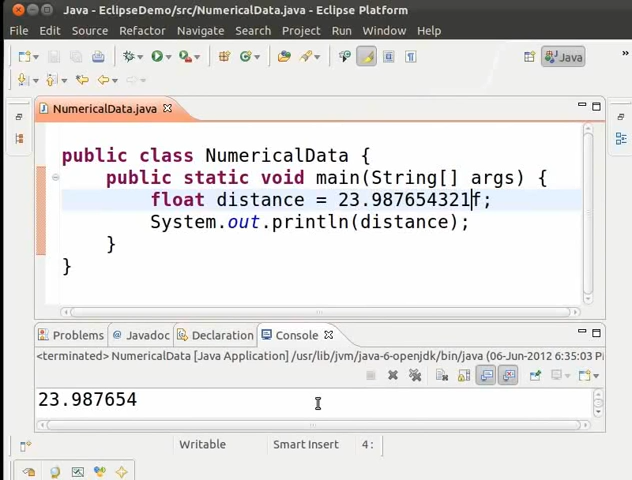 Java - EclipseDemo/src/NumericalData.java - Eclipse Platform
File Edit Source Refactor Navigate Search Project Run Window Help
Java
NumericalData.java
public class NumericalData {
public static void main(String[] args) {
float distance = 23.987654321f;
System.out.println(distance);
}
}
Problems Javadoc Declaration Console
<terminated> NumericalData [Java Application] /usr/lib/jvm/java-6-openjdk/bin/java (06-Jun-2012 6:35:03 PM
23.987654
Writable Smart Insert 4 :